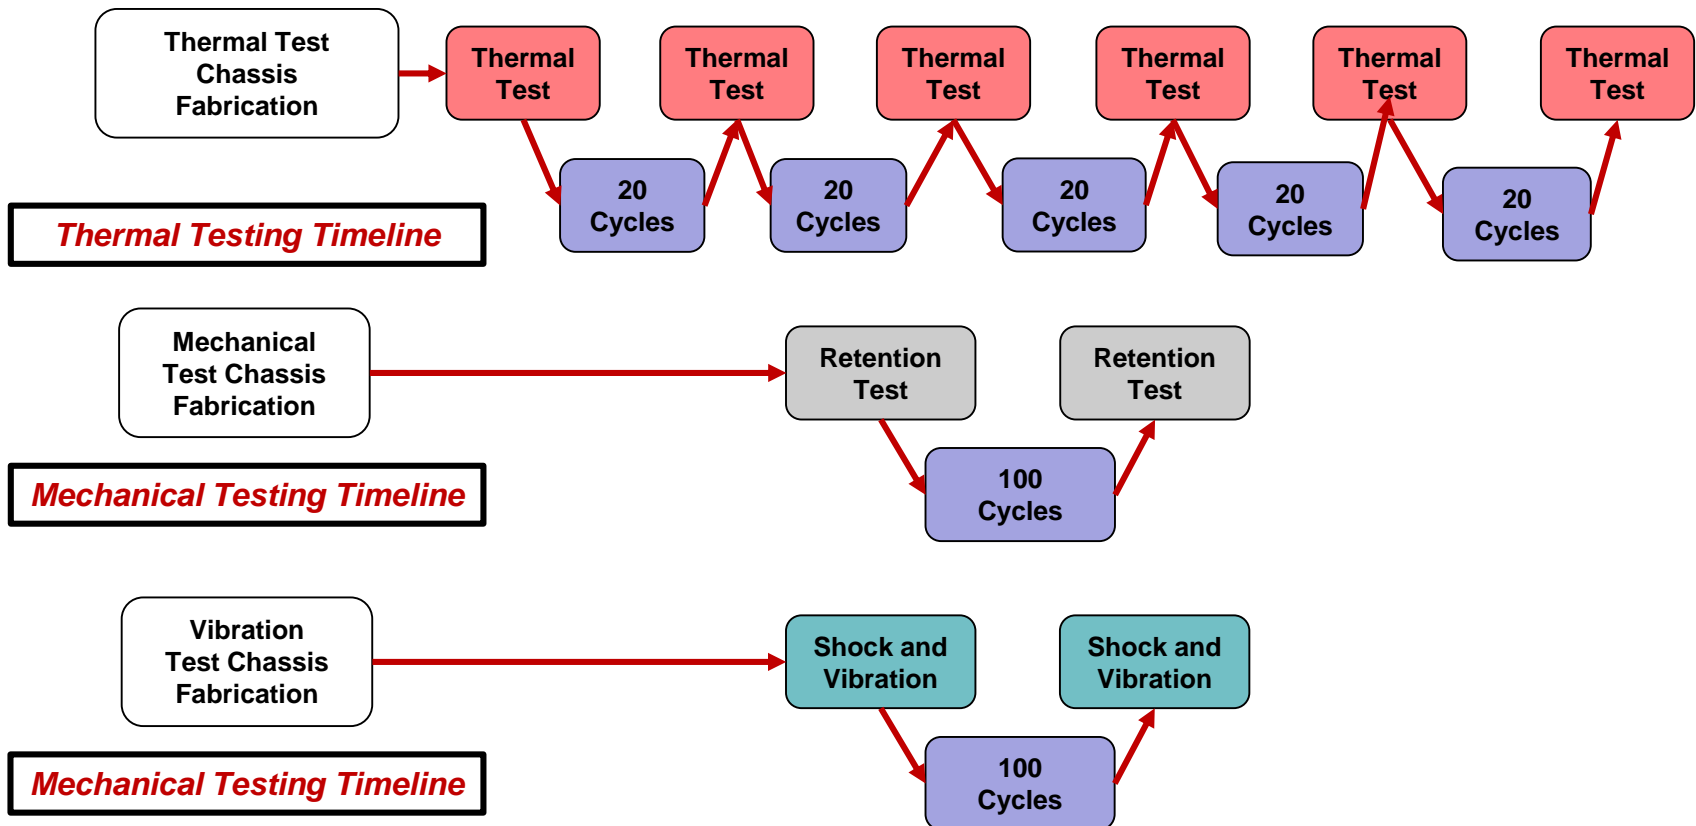 Thermal Test
Chassis
Fabrication
Thermal
Test
Thermal
Test
Thermal
Test
Thermal
Test
Thermal
Test
Thermal
Test
20
Cycles
20
Cycles
20
Cycles
20
Cycles
20
Cycles
Thermal Testing Timeline
Mechanical
Test Chassis
Fabrication
Retention
Test
Retention
Test
100
Cycles
Mechanical Testing Timeline
Vibration
Test Chassis
Fabrication
Shock and
Vibration
Shock and
Vibration
100
Cycles
Mechanical Testing Timeline